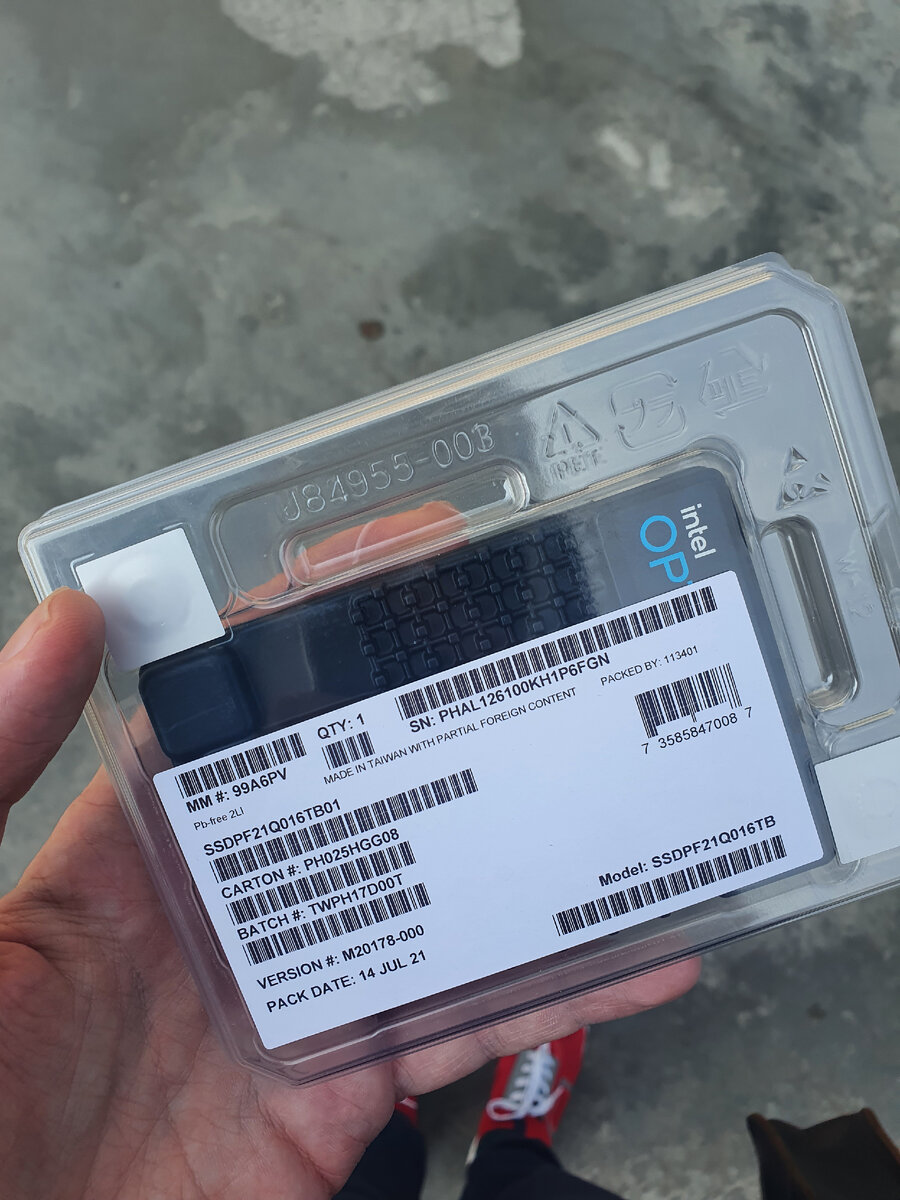 J84955-00B
PET
intel
OP
MM #: 99A6PV
QTY: 1
SN: PHAL126100KH1P6FGN
MADE IN TAIWAN WITH PARTIAL FOREIGN CONTENT
PACKED BY: 113401
Pb-free 2LI
7 3585847008 7
SSDPF21Q016TB01
CARTON #: PH025HGG08
BATCH #: TWPH17D00T
Model: SSDPF21Q016TB
VERSION #: M20178-000
PACK DATE: 14 JUL 21